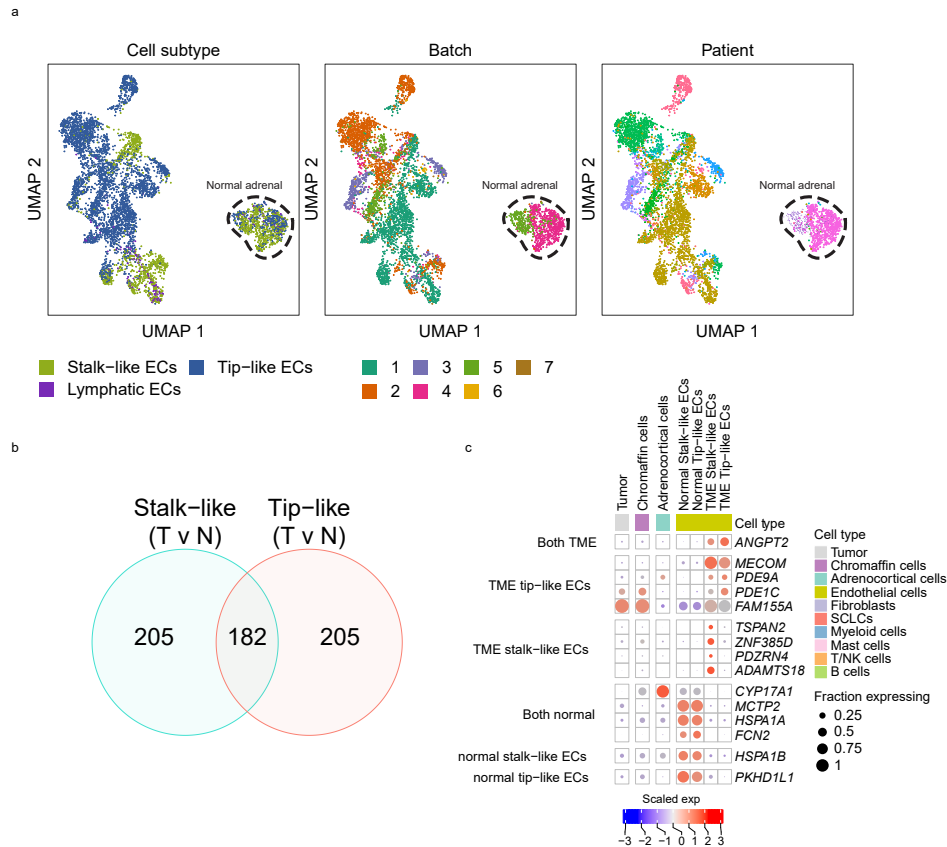 a
Cell subtype
Batch
Patient
UMAP 2
Normal adrenal
UMAP 1
UMAP 2
Normal adrenal
UMAP 1
UMAP 2
Normal adrenal
UMAP 1
Stalk−like ECs
Tip−like ECs
Lymphatic ECs
1
3
5
7
2
4
6
b
Stalk−like
(T v N)
Tip−like
(T v N)
205
182
205
c
Tumor
Chromaffin cells
Adrenocortical cells
Normal Stalk−like ECs
Normal Tip−like ECs
TME Stalk−like ECs
TME Tip−like ECs
Cell type
Both TME
ANGPT2
MECOM
TME tip−like ECs
PDE9A
PDE1C
FAM155A
TSPAN2
TME stalk−like ECs
ZNF385D
PDZRN4
ADAMTS18
CYP17A1
Both normal
MCTP2
HSPA1A
FCN2
normal stalk−like ECs
HSPA1B
normal tip−like ECs
PKHD1L1
Scaled exp
−3 −2 −1 0 1 2 3
Cell type
Tumor
Chromaffin cells
Adrenocortical cells
Endothelial cells
Fibroblasts
SCLCs
Myeloid cells
Mast cells
T/NK cells
B cells
Fraction expressing
0.25
0.5
0.75
1